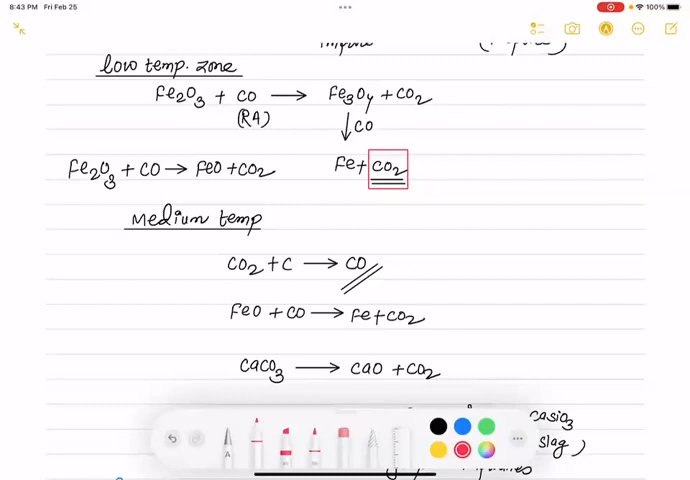 8:43 PM Fri Feb 25
100%
Low temp. zone
Fe2O3 + CO → Fe3O4 + CO2
(RA)
↓CO
Fe2O3 + CO → FeO + CO2
Fe + CO2
Medium temp
CO2 + C → CO
FeO + CO → Fe + CO2
CaCO3 → CaO + CO2
CaSiO3
slag)
A